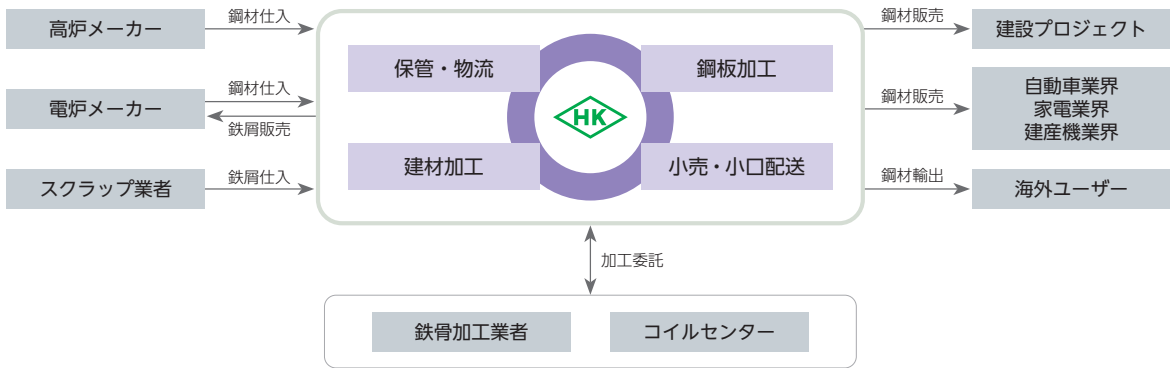 高炉メーカー
鋼材仕入
電炉メーカー
鋼材仕入
鉄屑販売
スクラップ業者
鉄屑仕入
保管・物流
鋼板加工
HK
建材加工
小売・小口配送
鋼材販売
建設プロジェクト
鋼材販売
自動車業界
家電業界
建産機業界
鋼材輸出
海外ユーザー
加工委託
鉄骨加工業者
コイルセンター